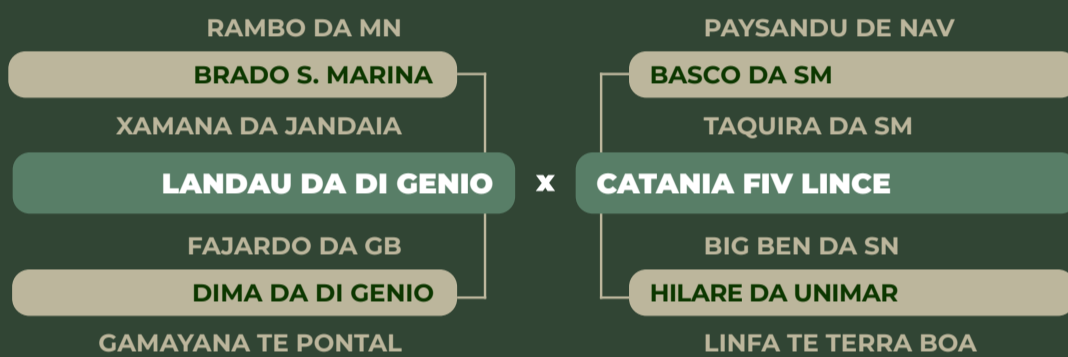 RAMBO DA MN
BRADO S. MARINA
XAMANA DA JANDAIA
LANDAU DA DI GENIO
FAJARDO DA GB
DIMA DA DI GENIO
GAMAYANA TE PONTAL
x
PAYSANDU DE NAV
BASCO DA SM
TAQUIRA DA SM
CATANIA FIV LINCE
BIG BEN DA SN
HILARE DA UNIMAR
LINFA TE TERRA BOA